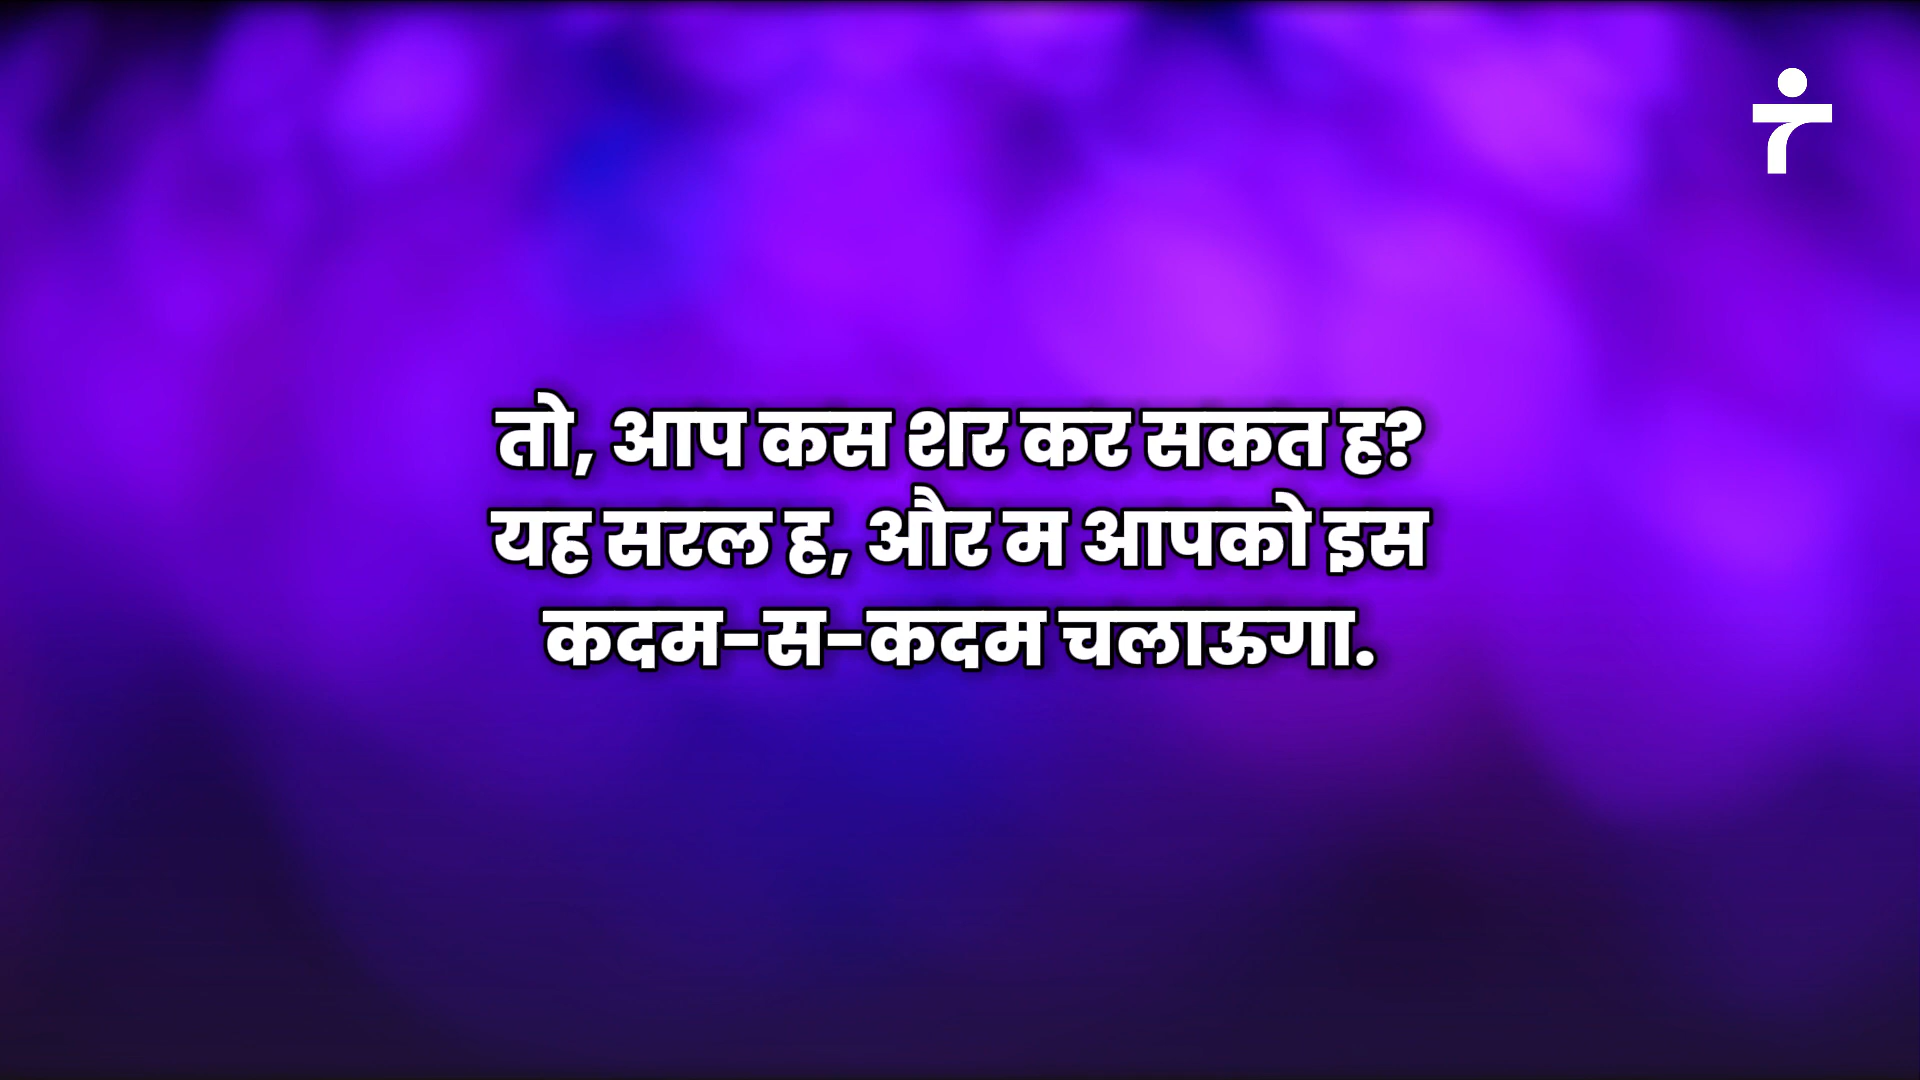 तो, आप कस शर कर सकत ह?
यह सरल ह, और म आपको इस
कदम-स-कदम चलाऊगा.